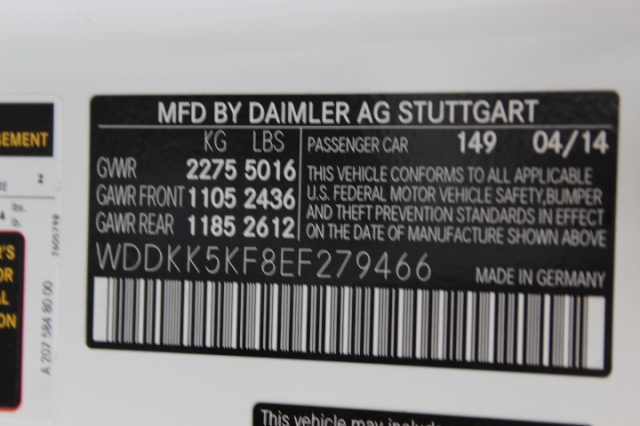 MFD BY DAIMLER AG STUTTGART
KG LBS
GVWR 2275 5016
GAWR FRONT 1105 2436
GAWR REAR 1185 2612
PASSENGER CAR 149 04/14
THIS VEHICLE CONFORMS TO ALL APPLICABLE
U.S. FEDERAL MOTOR VEHICLE SAFETY,BUMPER
AND THEFT PREVENTION STANDARDS IN EFFECT
ON THE DATE OF MANUFACTURE SHOWN ABOVE
WDDKK5KF8EF279466
MADE IN GERMANY
2
A 207 584 80 00
This vehicle may